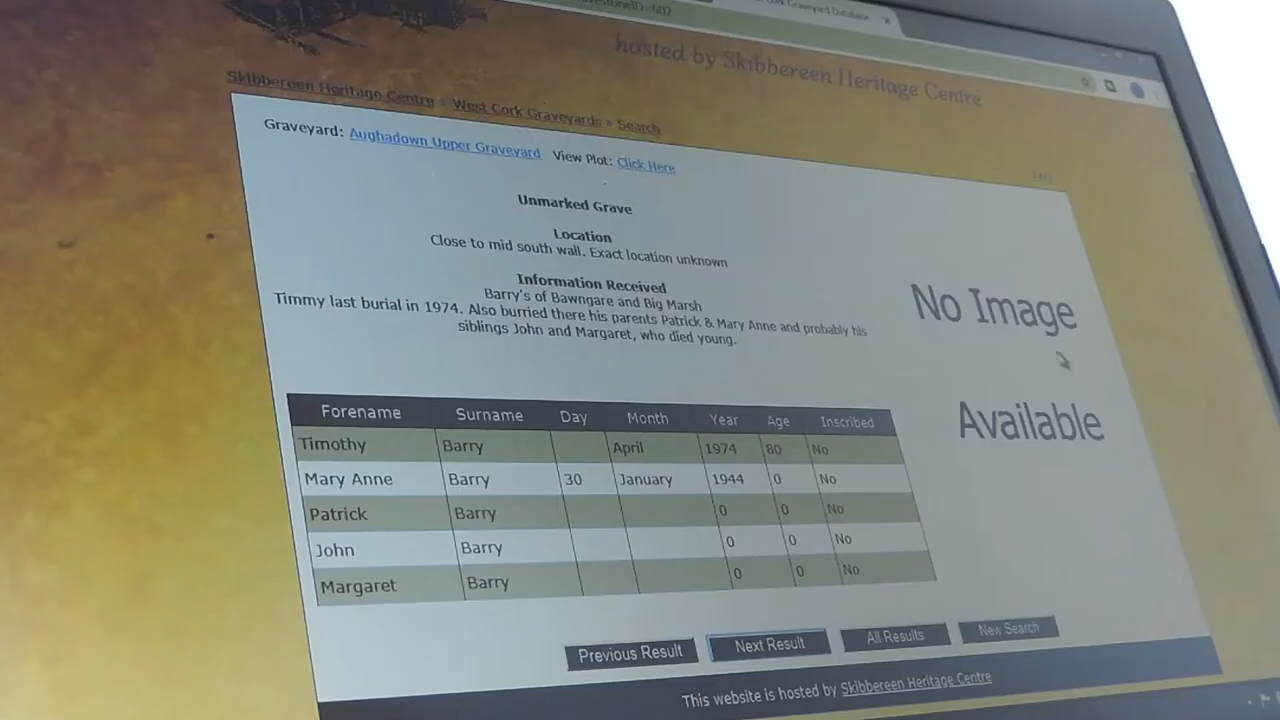 Cork Graveyard Database
hosted by Skibbereen Heritage Centre
Skibbereen Heritage Centre » West Cork Graveyards » Search
Graveyard: Aughadown Upper Graveyard View Plot: Click Here
Unmarked Grave
Location
Close to mid south wall. Exact location unknown
Information Received
Barry's of Bawngare and Big Marsh
Timmy last burial in 1974. Also burried there his parents Patrick & Mary Anne and probably his
siblings John and Margaret, who died young.
No Image
Available
Forename Surname Day Month Year Age Inscribed
Timothy Barry April 1974 80 No
Mary Anne Barry 30 January 1944 0 No
Patrick Barry 0 0 No
John Barry 0 0 No
Margaret Barry 0 0 No
Previous Result Next Result All Results New Search
This website is hosted by Skibbereen Heritage Centre